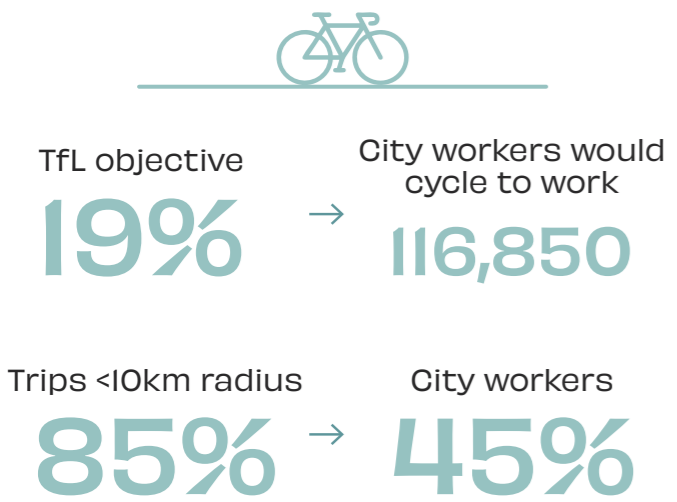 TfL objective
19%
→
City workers would
cycle to work
116,850
Trips <10km radius
85%
→
City workers
45%